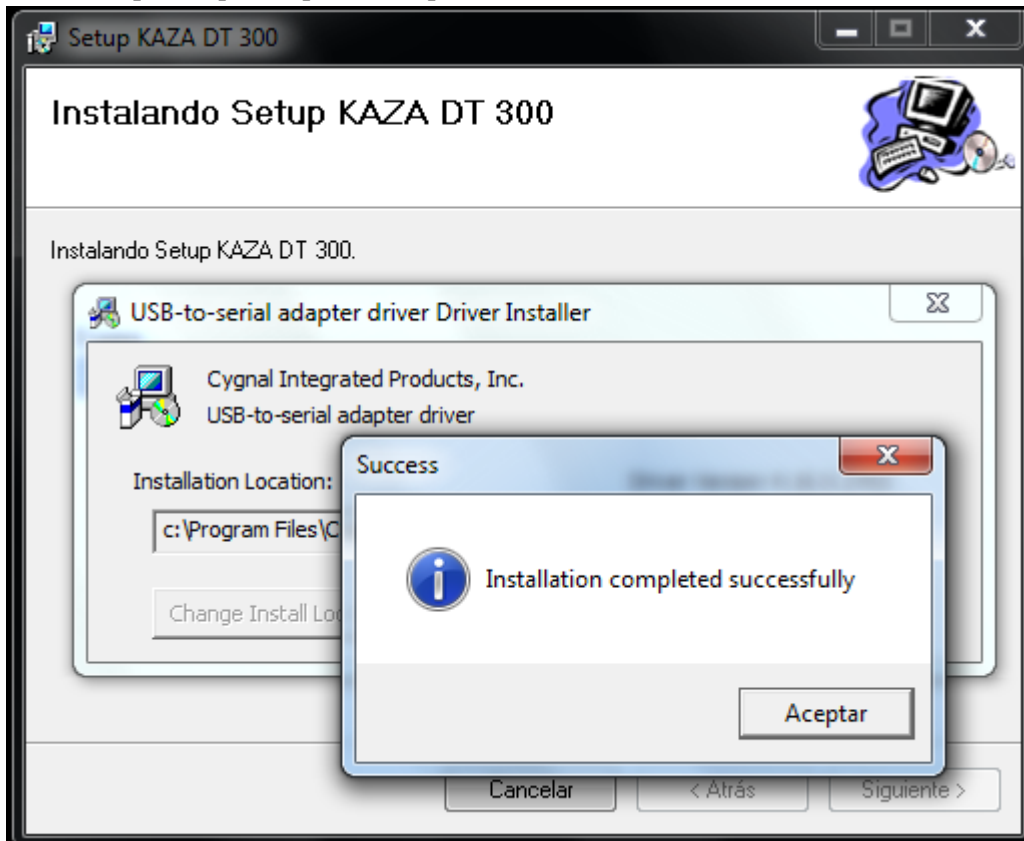 Setup KAZA DT 300
Instalando Setup KAZA DT 300
Instalando Setup KAZA DT 300.
USB-to-serial adapter driver Driver Installer
Cygnal Integrated Products, Inc.
USB-to-serial adapter driver
Success
Installation Location:
c:\Program Files\C
Installation completed successfully
Change Install Loc
Aceptar
Cancelar
< Atrás
Siguiente >